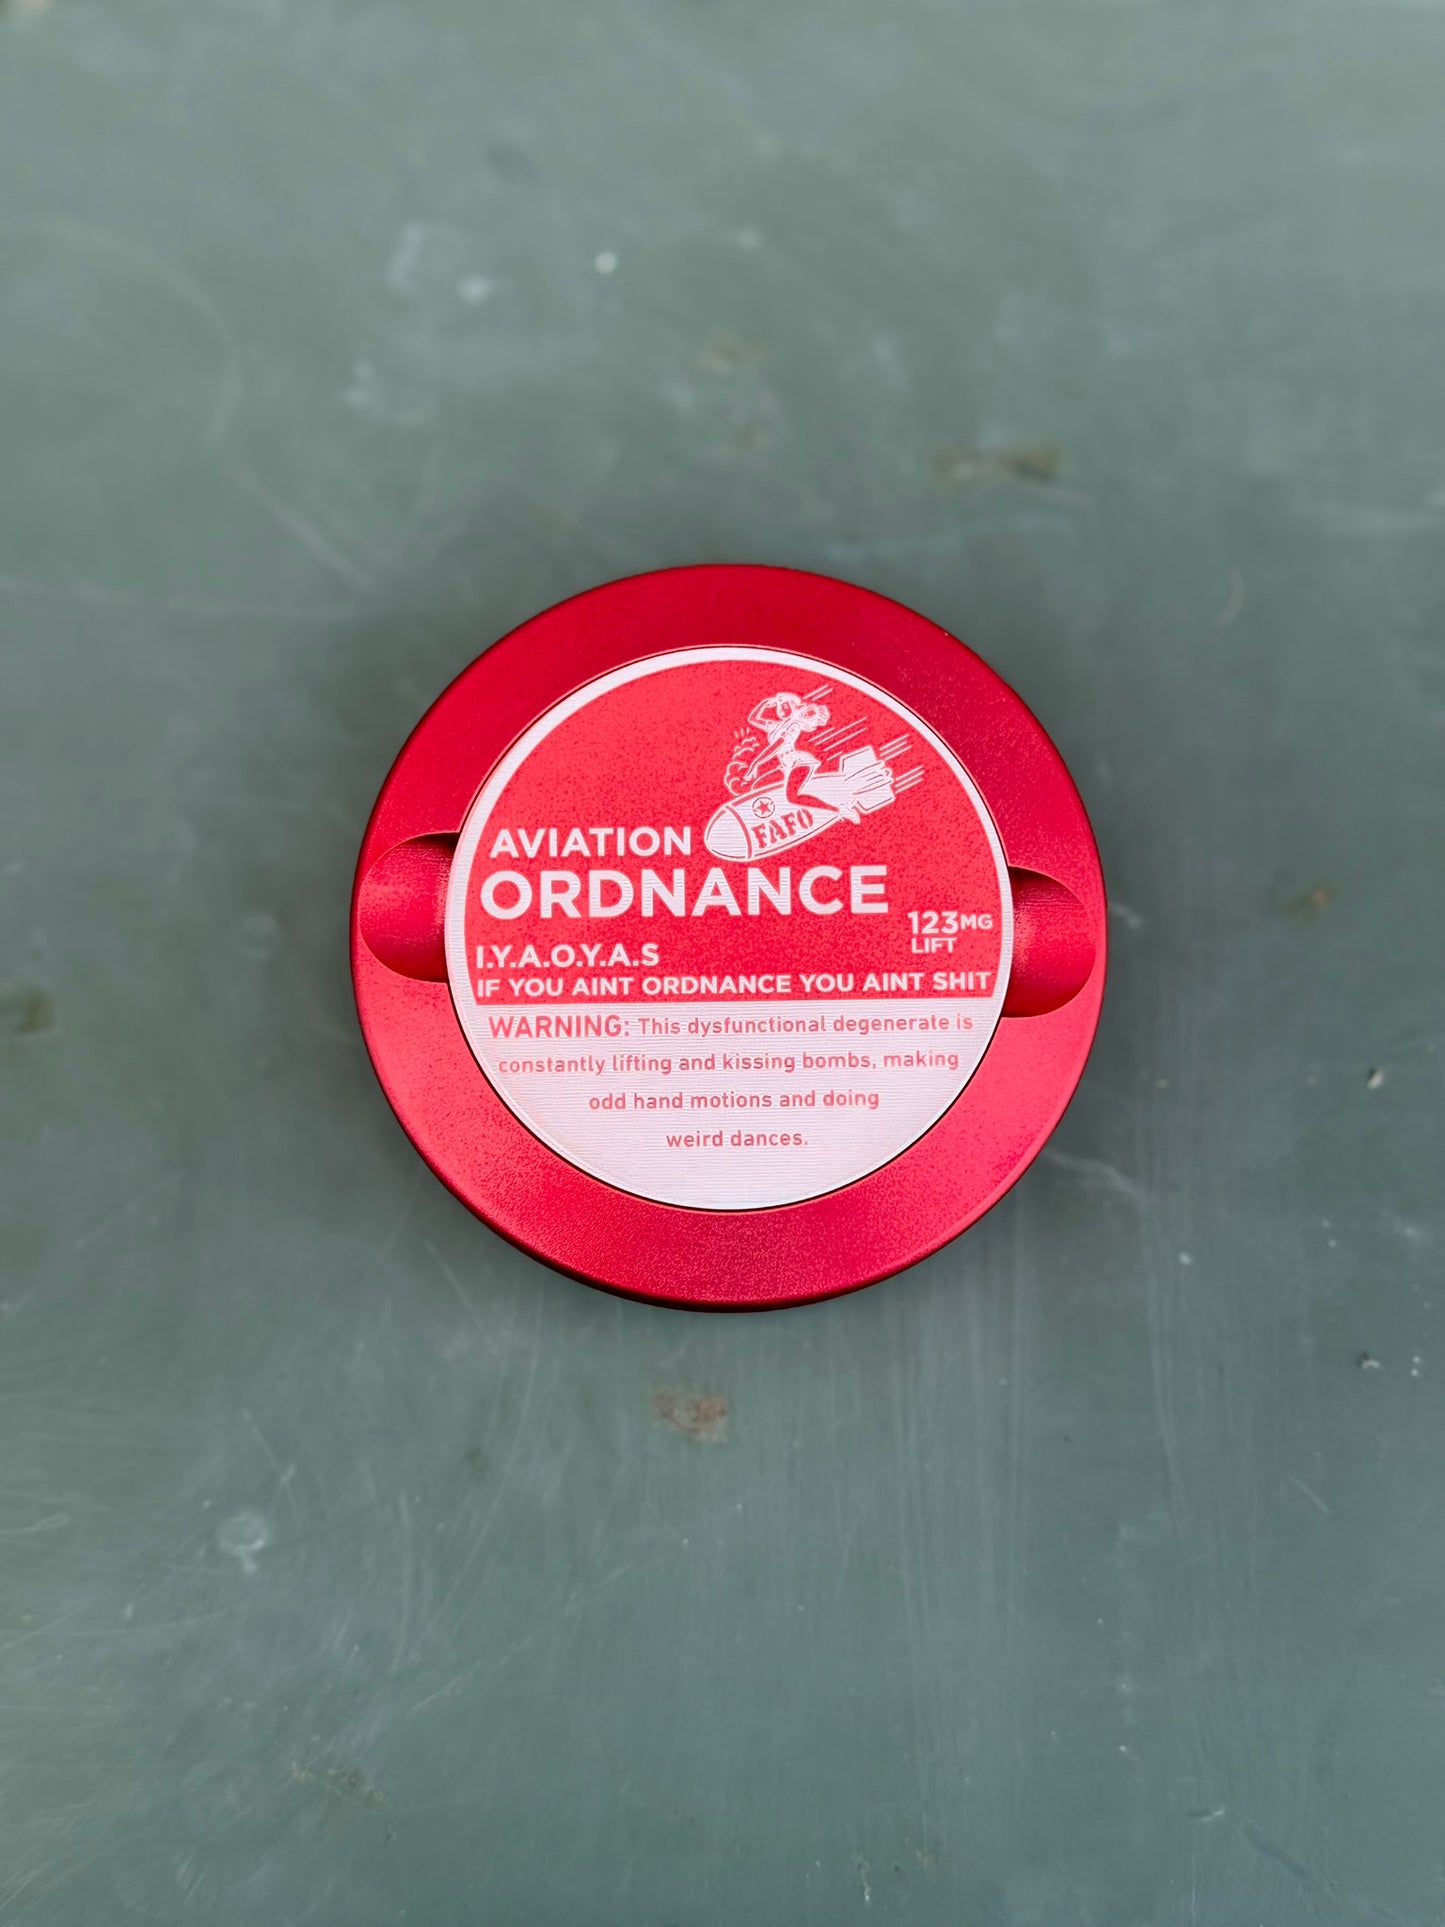 FAFO
AVIATION
ORDNANCE
123MG
LIFT
I.Y.A.O.Y.A.S
IF YOU AINT ORDNANCE YOU AINT SHIT
WARNING: This dysfunctional degenerate is
constantly lifting and kissing bombs, making
odd hand motions and doing
weird dances.